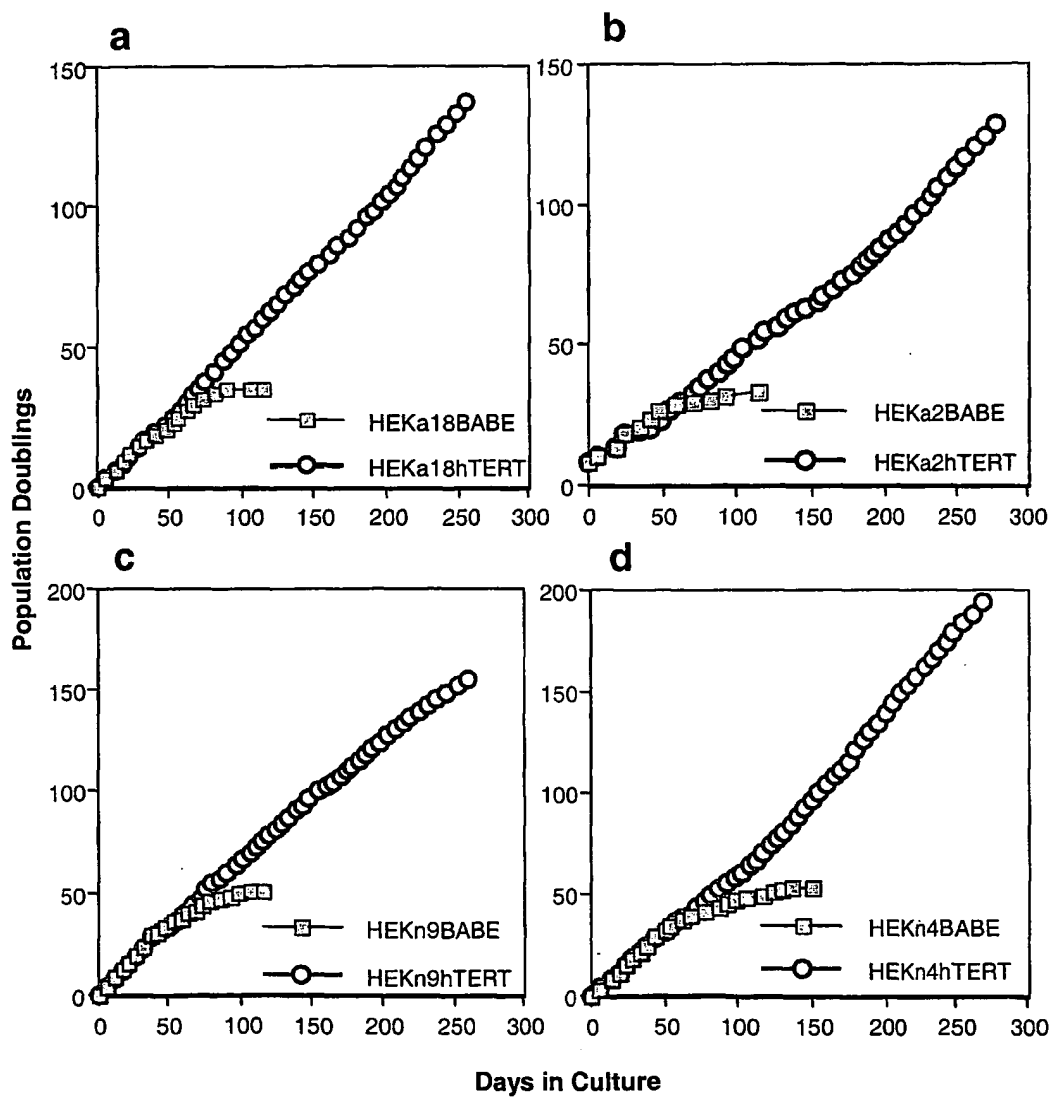 a
150
100
50
0
0 50 100 150 200 250 300
HEKa18BABE
HEKa18hTERT
b
150
100
50
0
0 50 100 150 200 250 300
HEKa2BABE
HEKa2hTERT
Population Doublings
c
200
150
100
50
0
0 50 100 150 200 250 300
HEKn9BABE
HEKn9hTERT
d
200
150
100
50
0
0 50 100 150 200 250 300
HEKn4BABE
HEKn4hTERT
Days in Culture